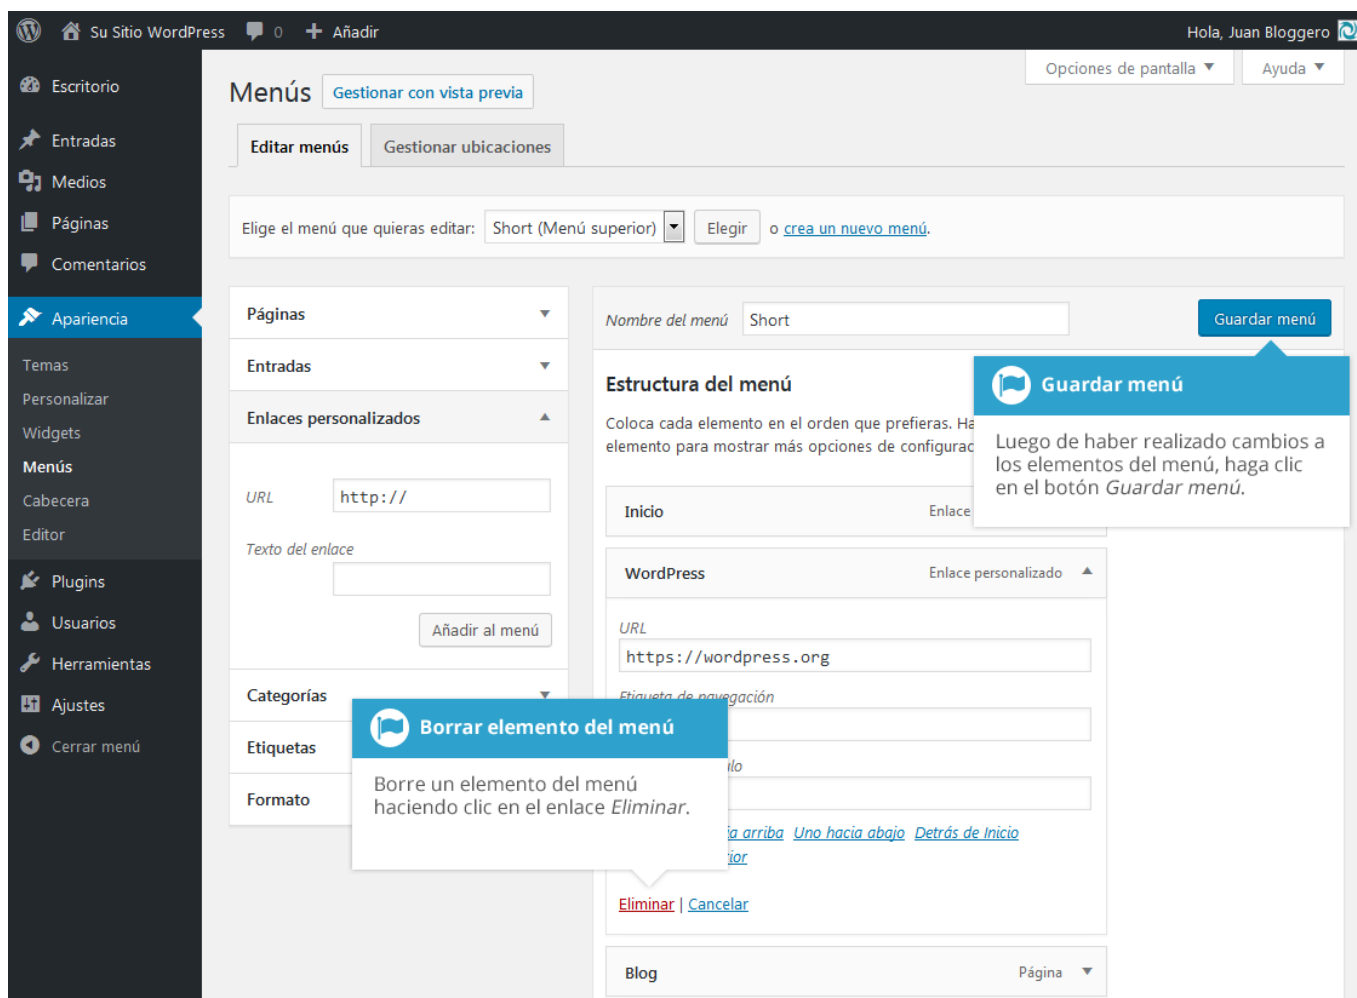 Su Sitio WordPress 0 Añadir Hola, Juan Bloggero
Opciones de pantalla Ayuda
Escritorio
Entradas
Medios
Páginas
Comentarios
Apariencia
Temas
Personalizar
Widgets
Menús
Cabecera
Editor
Plugins
Usuarios
Herramientas
Ajustes
Cerrar menú
Menús Gestionar con vista previa
Editar menús Gestionar ubicaciones
Elige el menú que quieras editar: Short (Menú superior) Elegir o crea un nuevo menú.
Páginas
Entradas
Enlaces personalizados
URL http://
Texto del enlace
Añadir al menú
Categorías
Etiquetas
Formato
Nombre del menú Short Guardar menú
Estructura del menú
Coloca cada elemento en el orden que prefieras.
elemento para mostrar más opciones de
Guardar menú
Luego de haber realizado cambios a
los elementos del menú, haga clic
en el botón Guardar menú.
Inicio Enlace
WordPress Enlace personalizado
URL
https://wordpress.org
Etiqueta de navegación
Borrar elemento del menú
Borre un elemento del menú
haciendo clic en el enlace Eliminar.
arriba Uno hacia abajo Detrás de Inicio
Eliminar | Cancelar
Blog Página